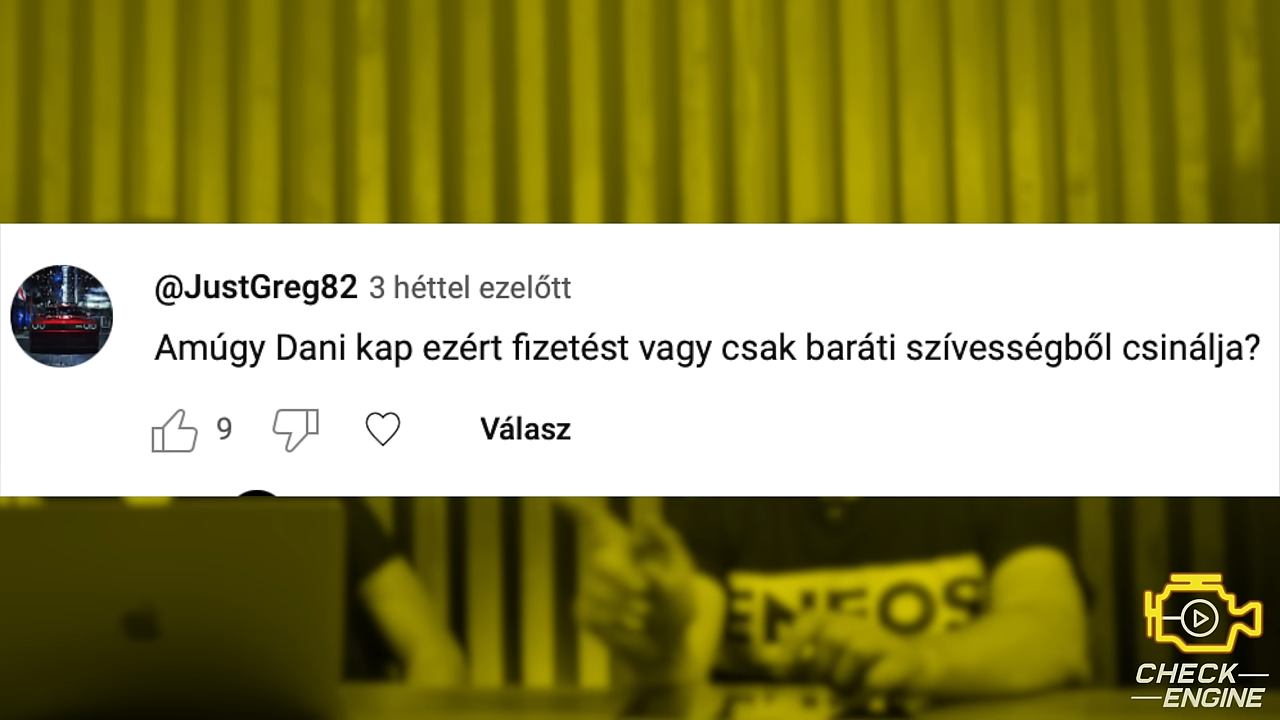 @JustGreg82 3 héttel ezelőtt
Amúgy Dani kap ezért fizetést vagy csak baráti szívességből csinálja?
9
Válasz
ENEOS
CHECK
ENGINE